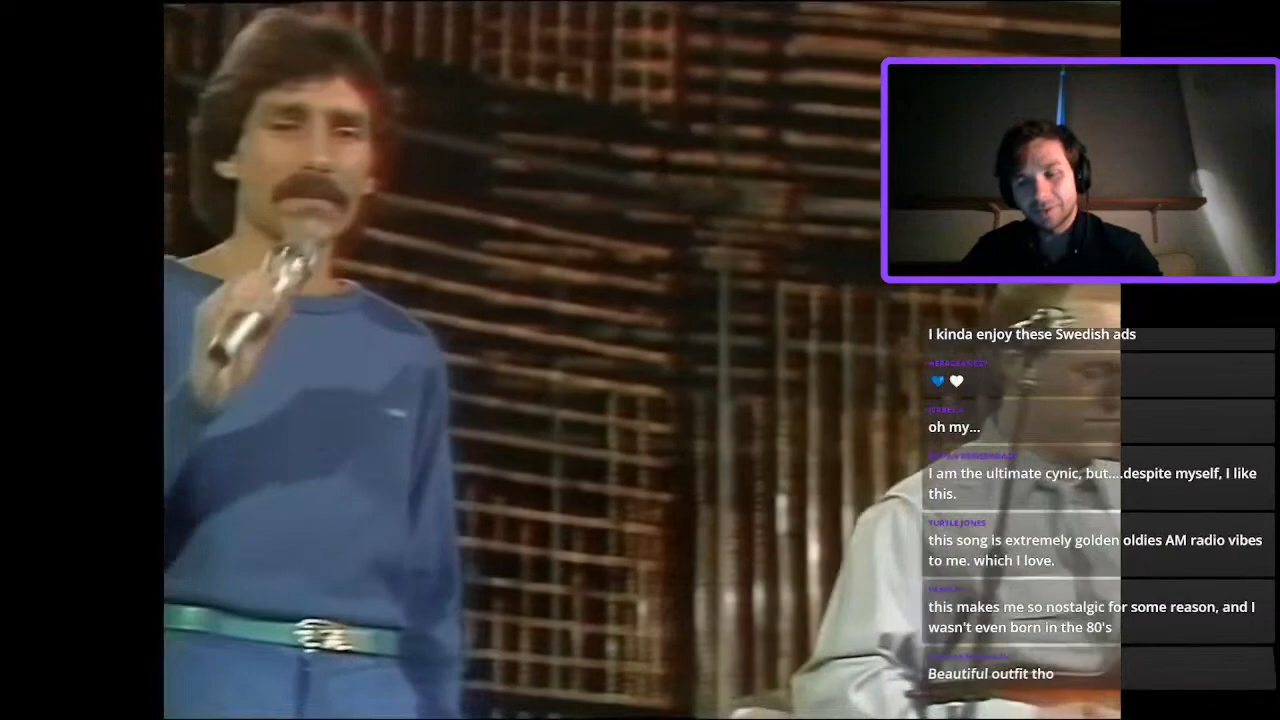 I kinda enjoy these Swedish ads
💙🤍
oh my...
I am the ultimate cynic, but....despite myself, I like
this.
TURTLEJONES
this song is extremely golden oldies AM radio vibes
to me. which I love.
this makes me so nostalgic for some reason, and I
wasn't even born in the 80's
Beautiful outfit tho